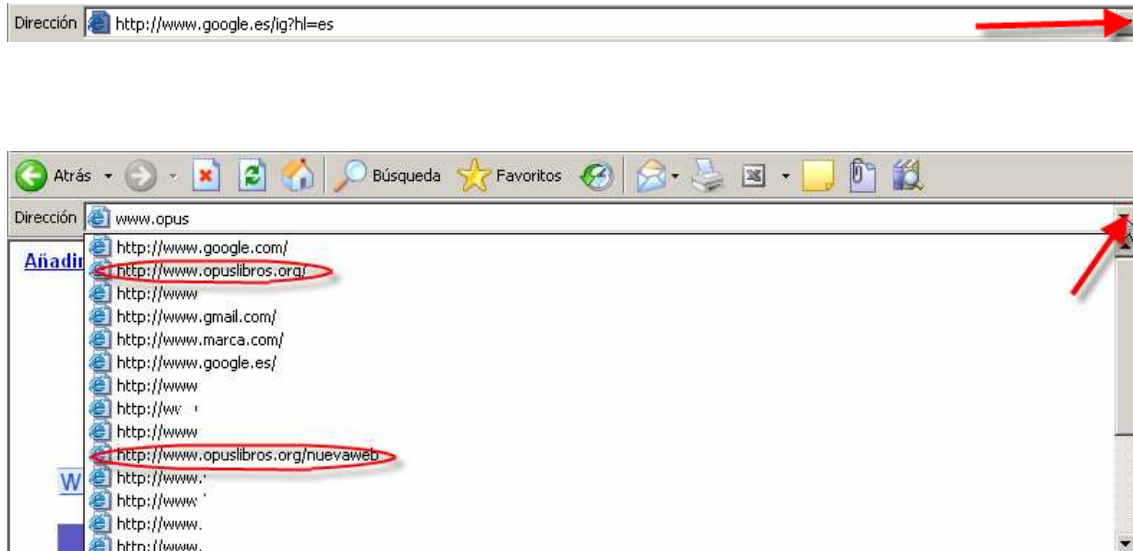 Dirección http://www.google.es/ig?hl=es
Atrás Búsqueda Favoritos
Dirección www.opus
http://www.google.com/
Añadir
http://www.opuslibros.org/
http://www
http://www.gmail.com/
http://www.marca.com/
http://www.google.es/
http://www
http://www
http://www.opuslibros.org/nuevaweb
W http://www.
http://www
http://www.
http://www.